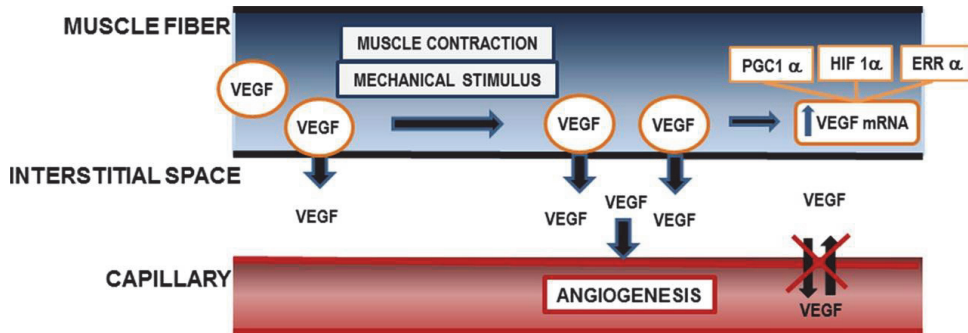 MUSCLE FIBER
MUSCLE CONTRACTION
MECHANICAL STIMULUS
PGC1 α
HIF 1α
ERR α
VEGF
VEGF
VEGF
VEGF
VEGF mRNA
INTERSTITIAL SPACE
VEGF
VEGF
VEGF
VEGF
VEGF
CAPILLARY
ANGIOGENESIS
VEGF